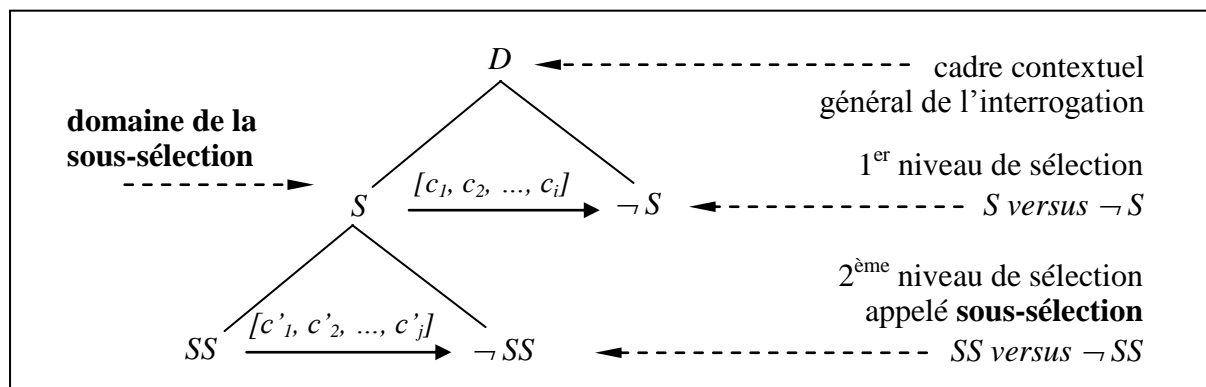 D
cadre contextuel
général de l’interrogation
domaine de la
sous-sélection
1er niveau de sélection
S [c1, c2, ..., ci] ¬ S
S versus ¬ S
2ème niveau de sélection
appelé sous-sélection
SS [c’1, c’2, ..., c’j] ¬ SS
SS versus ¬ SS